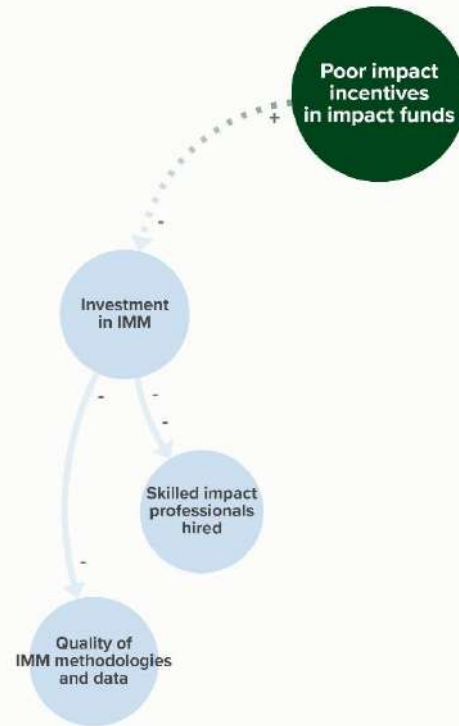 Poor impact
incentives
in impact funds
+
-
Investment
in IMM
-
-
-
Skilled impact
professionals
hired
-
Quality of
IMM methodologies
and data